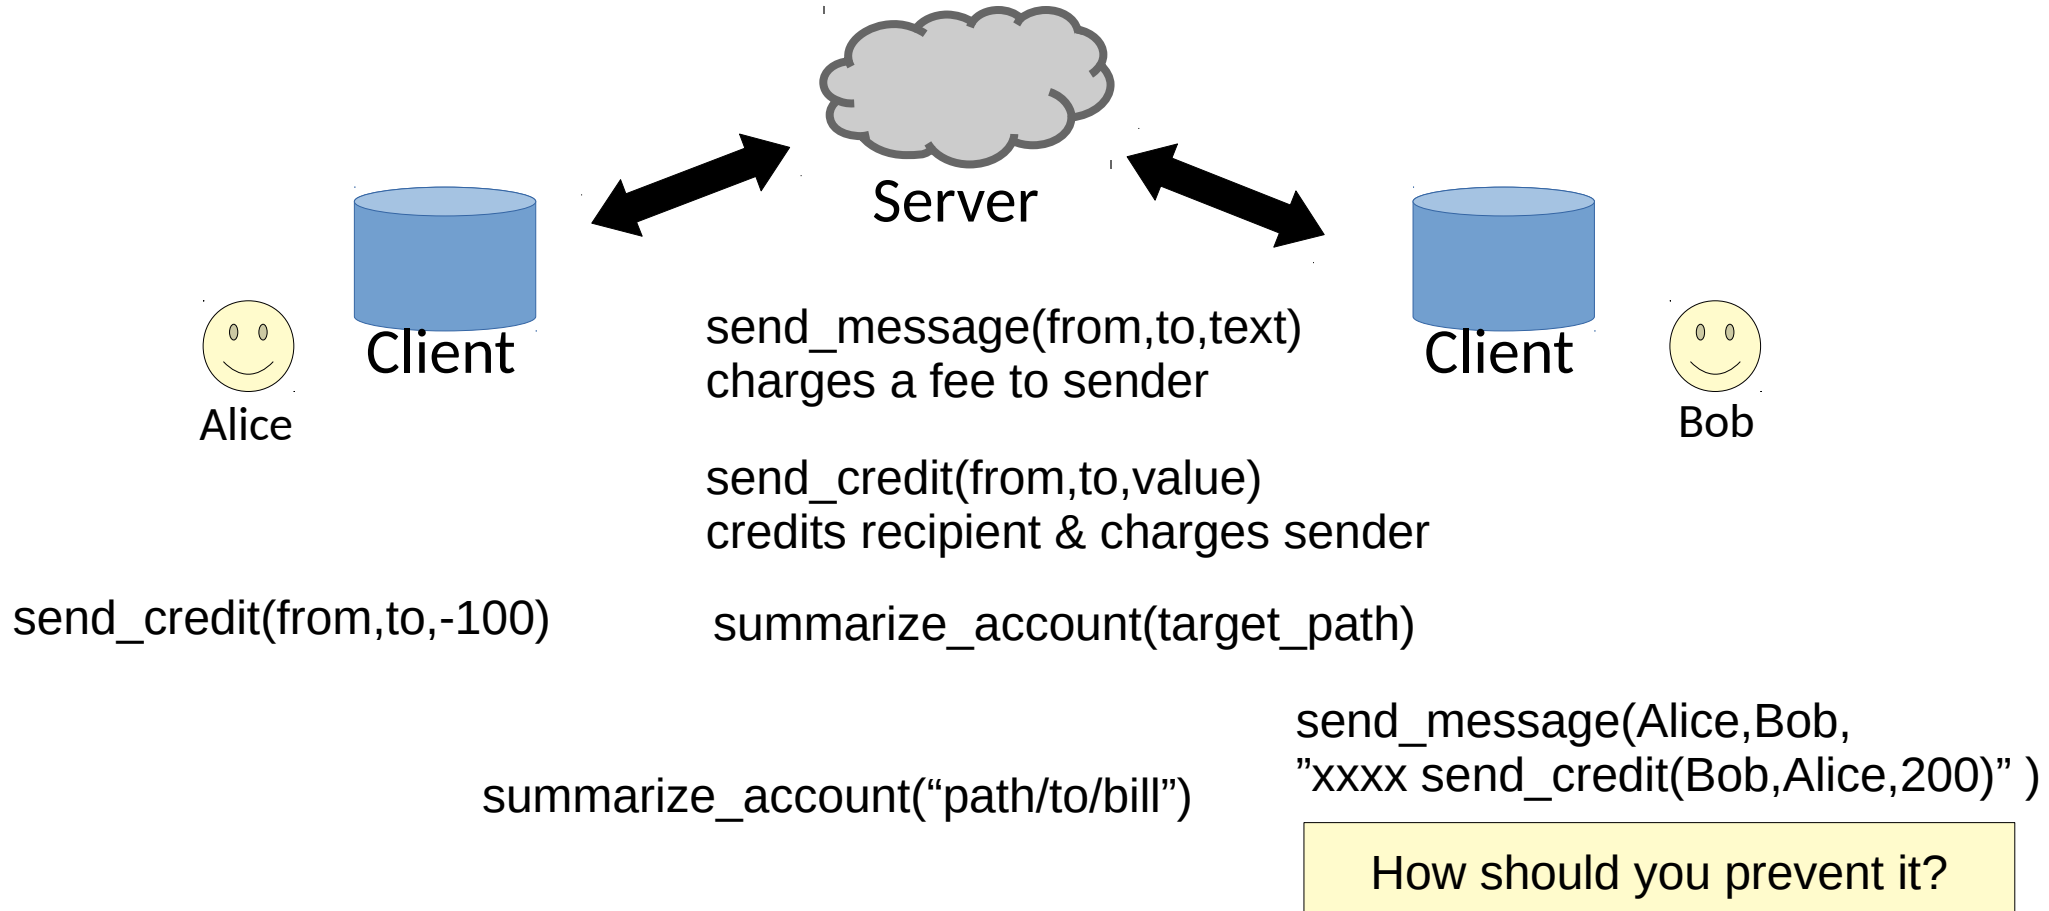 Server
Client
Client
Alice
Bob
send_message(from,to,text)
charges a fee to sender
send_credit(from,to,value)
credits recipient & charges sender
send_credit(from,to,-100)
summarize_account(target_path)
send_message(Alice,Bob,
”xxxx send_credit(Bob,Alice,200)” )
summarize_account(“path/to/bill”)
How should you prevent it?